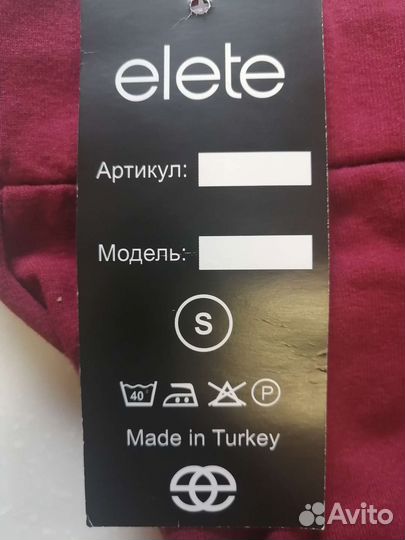 elete
Артикул:
Модель:
S
40 P
Made in Turkey
Avito